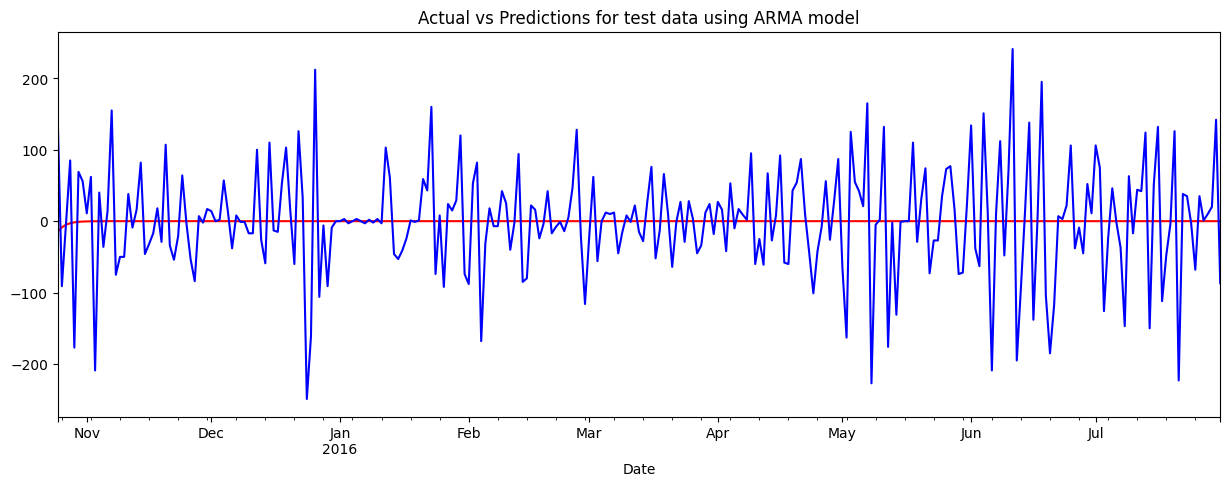 Actual vs Predictions for test data using ARMA model
200
100
0
−100
−200
Nov Dec Jan Feb Mar Apr May Jun Jul
2016
Date